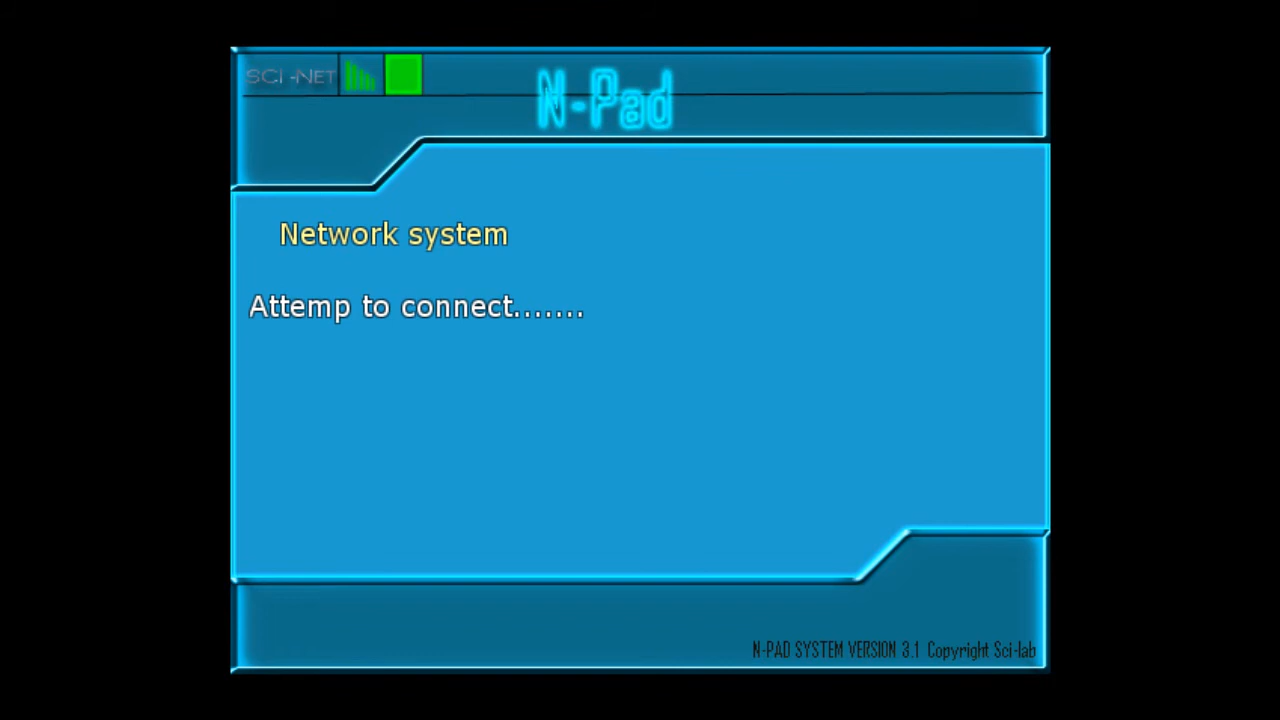 SCI -NET
N-Pad
Network system
Attemp to connect.......
N-PAD SYSTEM VERSION 3.1 Copyright Sci-lab